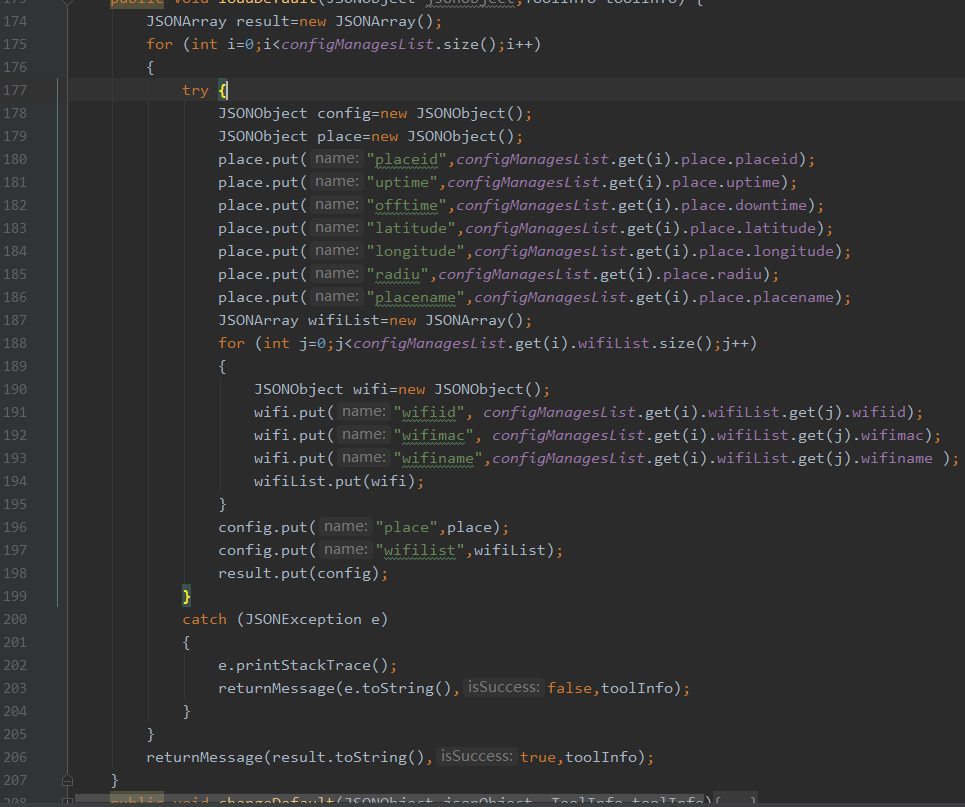 173 public void loadDefault(JSONObject jsonObject,ToolInfo toolInfo) {
174 JSONArray result=new JSONArray();
175 for (int i=0;i<configManagesList.size();i++)
176 {
177 try {
178 JSONObject config=new JSONObject();
179 JSONObject place=new JSONObject();
180 place.put( name: "placeid",configManagesList.get(i).place.placeid);
181 place.put( name: "uptime",configManagesList.get(i).place.uptime);
182 place.put( name: "offtime",configManagesList.get(i).place.downtime);
183 place.put( name: "latitude",configManagesList.get(i).place.latitude);
184 place.put( name: "longitude",configManagesList.get(i).place.longitude);
185 place.put( name: "radiu",configManagesList.get(i).place.radiu);
186 place.put( name: "placename",configManagesList.get(i).place.placename);
187 JSONArray wifiList=new JSONArray();
188 for (int j=0;j<configManagesList.get(i).wifiList.size();j++)
189 {
190 JSONObject wifi=new JSONObject();
191 wifi.put( name: "wifiid", configManagesList.get(i).wifiList.get(j).wifiid);
192 wifi.put( name: "wifimac", configManagesList.get(i).wifiList.get(j).wifimac);
193 wifi.put( name: "wifiname",configManagesList.get(i).wifiList.get(j).wifiname );
194 wifiList.put(wifi);
195 }
196 config.put( name: "place",place);
197 config.put( name: "wifilist",wifiList);
198 result.put(config);
199 }
200 catch (JSONException e)
201 {
202 e.printStackTrace();
203 returnMessage(e.toString(), isSuccess: false,toolInfo);
204 }
205 }
206 returnMessage(result.toString(), isSuccess: true,toolInfo);
207 }
208 public void changeDefault(JSONObject jsonObject, ToolInfo toolInfo){...}